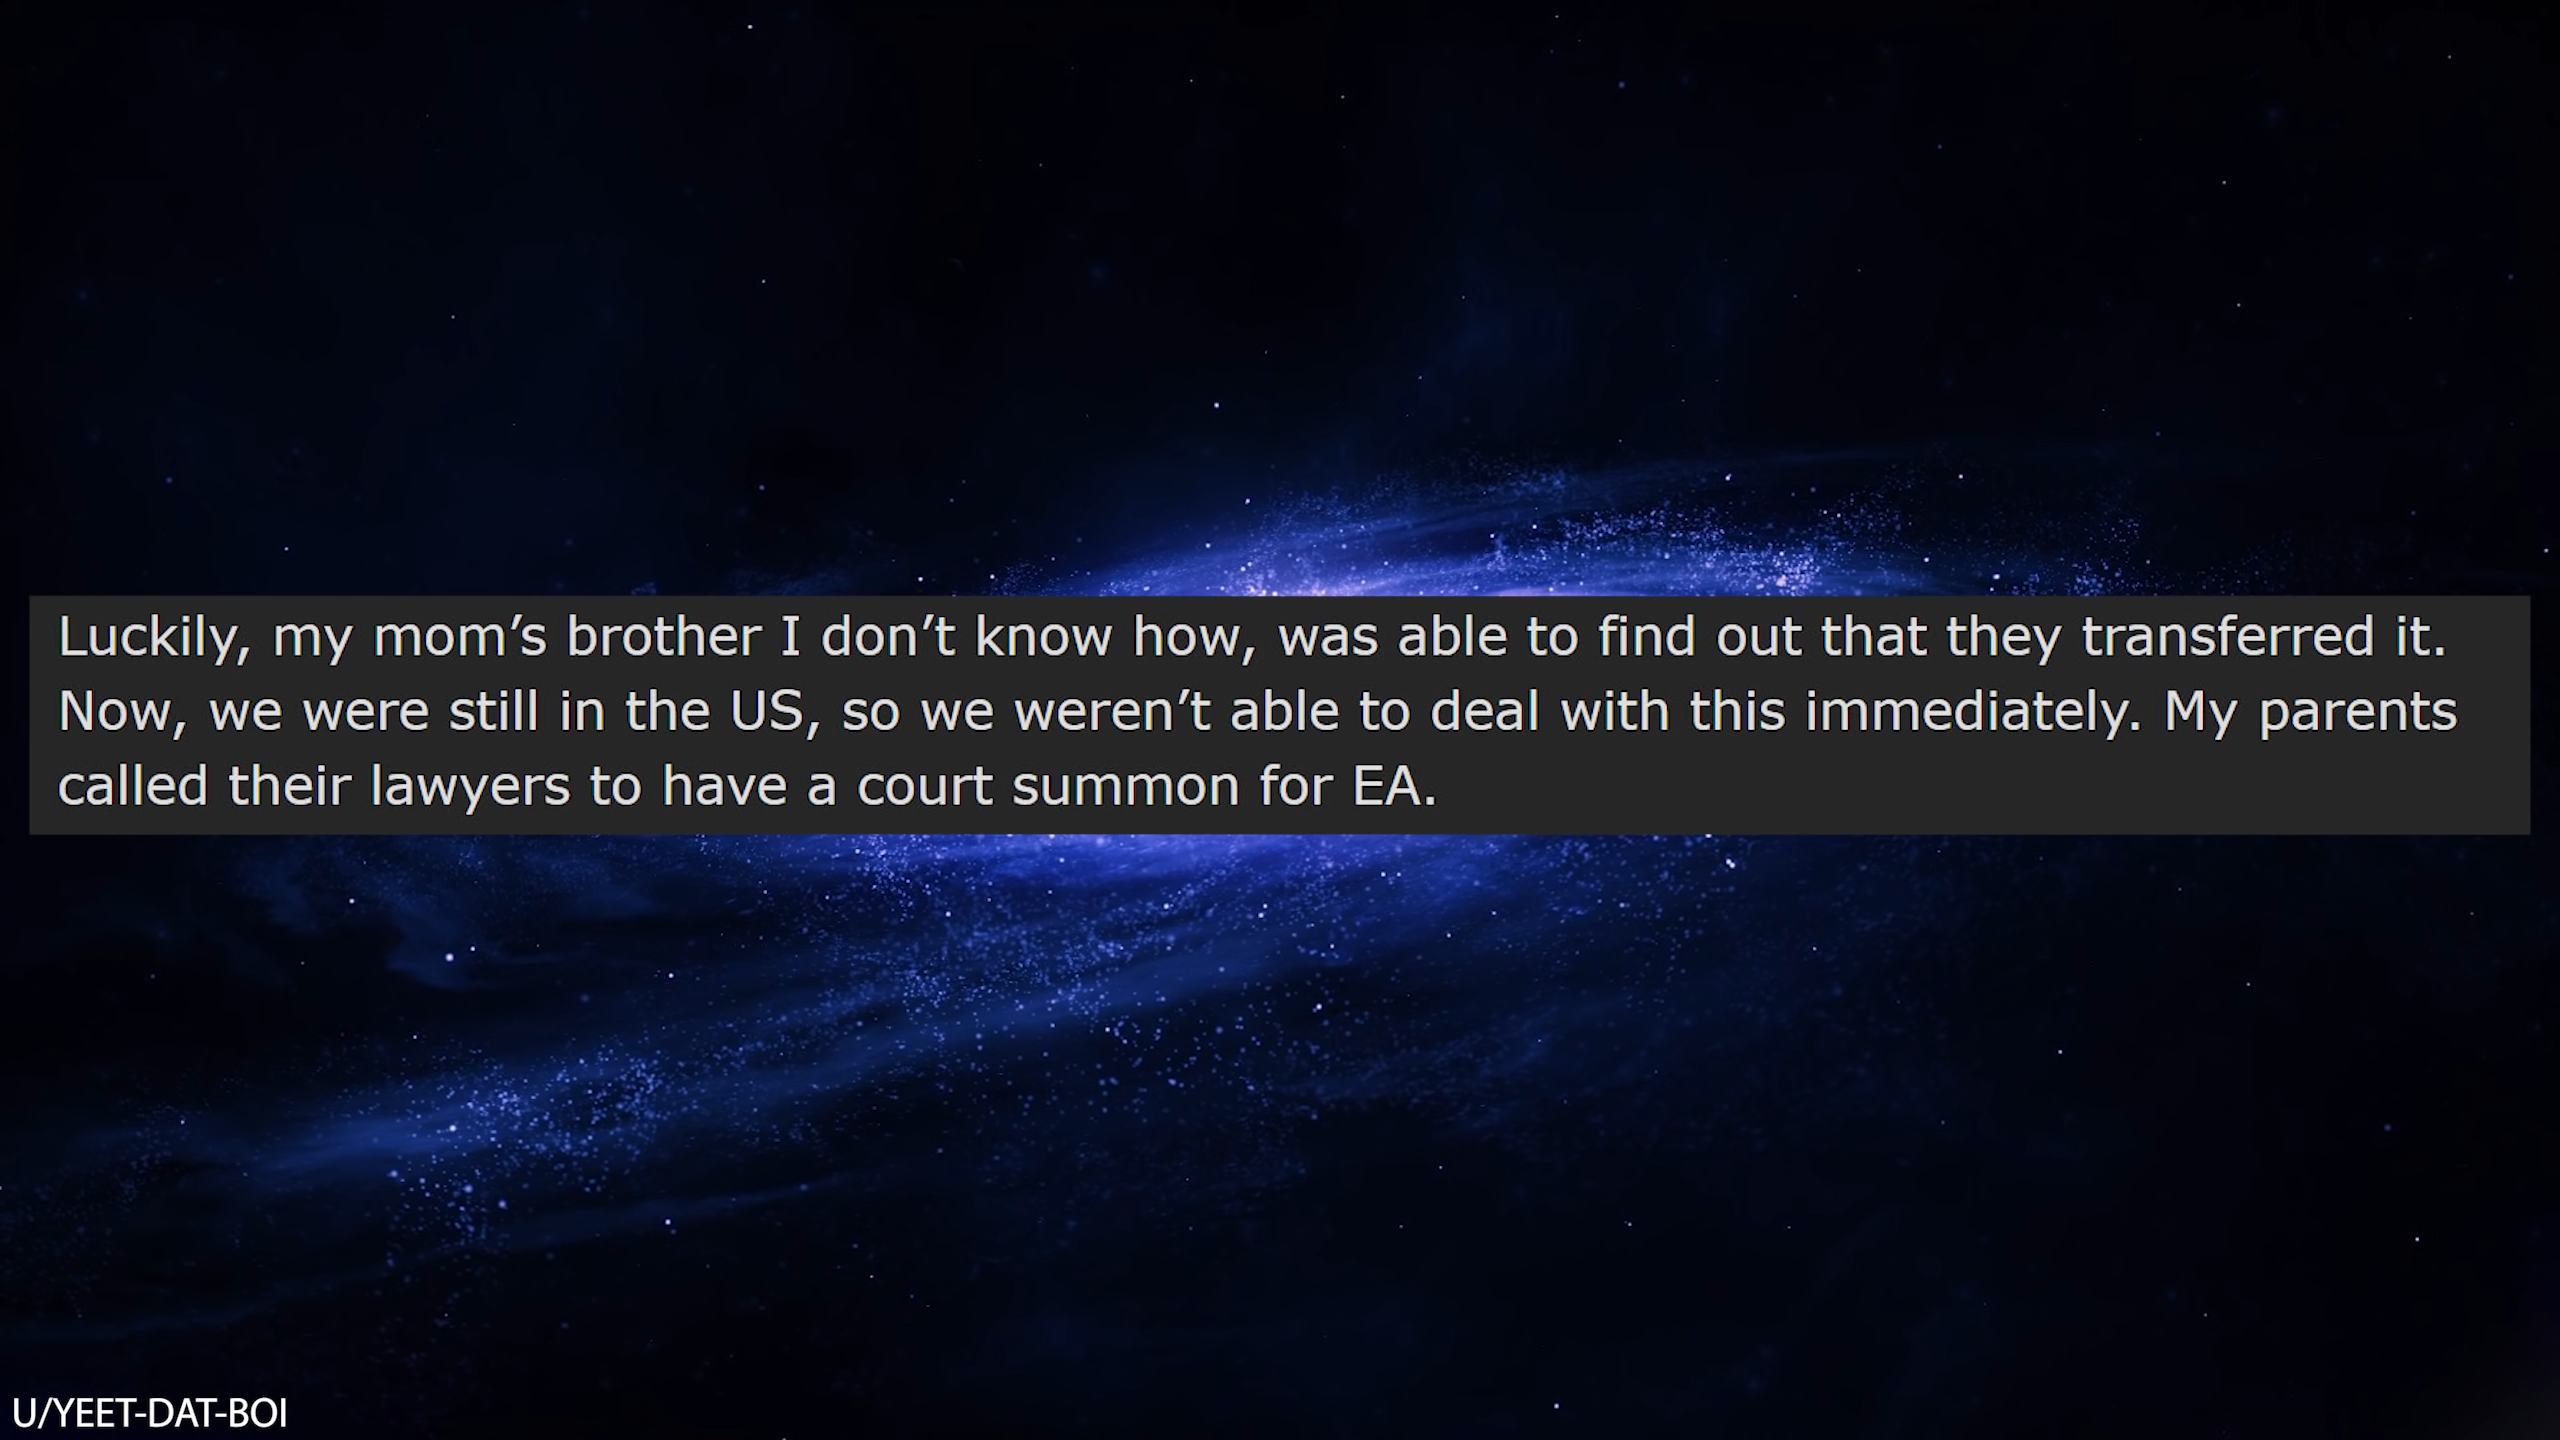 Luckily, my mom’s brother I don’t know how, was able to find out that they transferred it.
Now, we were still in the US, so we weren’t able to deal with this immediately. My parents
called their lawyers to have a court summon for EA.
U/YEET-DAT-BOI